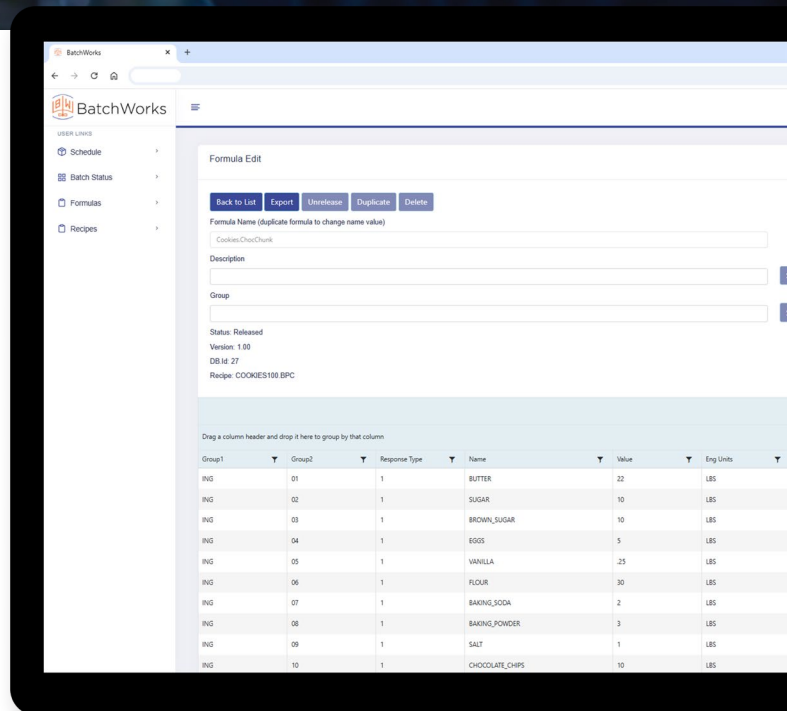 BatchWorks × +
BatchWorks
USER LINKS
Schedule
Batch Status
Formulas
Recipes
Formula Edit
Back to List Export Unrelease Duplicate Delete
Formula Name (duplicate formula to change name value)
Cookies.ChocChunk
Description
Group
Status: Released
Version: 1.00
DB.Id: 27
Recipe: COOKIES100.BPC
Drag a column header and drop it here to group by that column
Group1 Group2 Response Type Name Value Eng Units
ING 01 1 BUTTER 22 LBS
ING 02 1 SUGAR 10 LBS
ING 03 1 BROWN_SUGAR 10 LBS
ING 04 1 EGGS 5 LBS
ING 05 1 VANILLA .25 LBS
ING 06 1 FLOUR 30 LBS
ING 07 1 BAKING_SODA 2 LBS
ING 08 1 BAKING_POWDER 3 LBS
ING 09 1 SALT 1 LBS
ING 10 1 CHOCOLATE_CHIPS 10 LBS